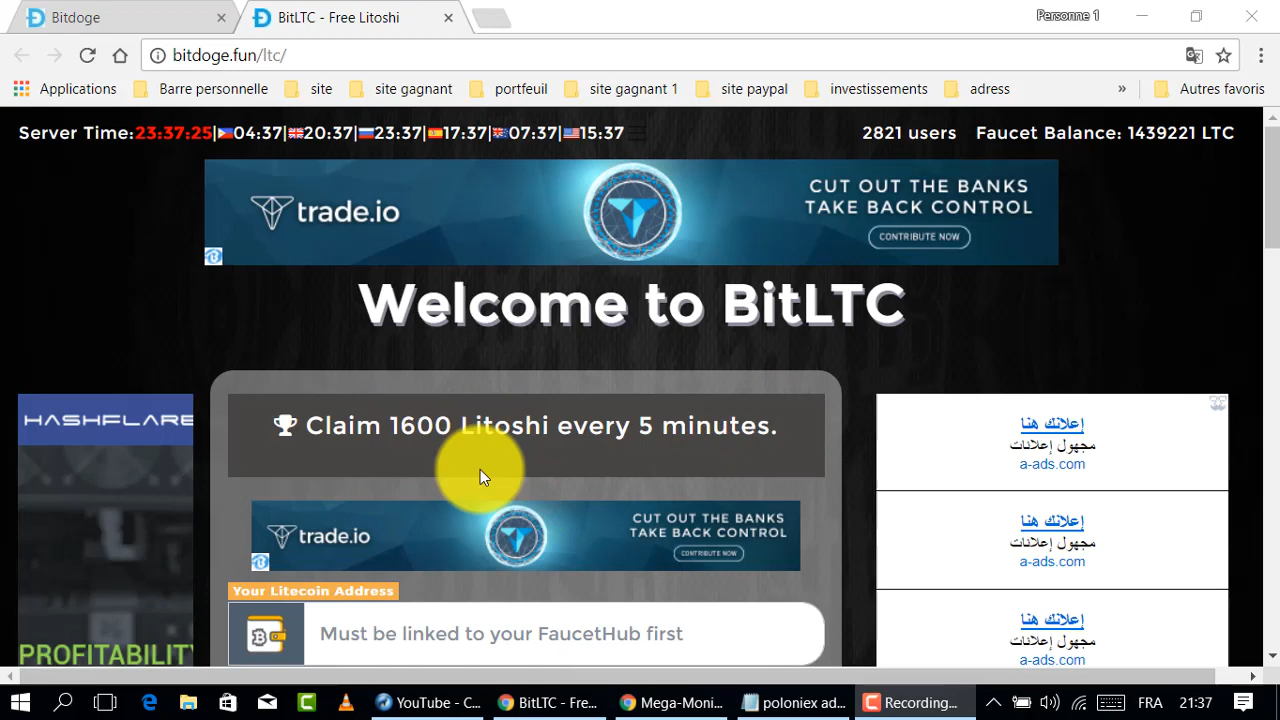 Bitdoge
BitLTC - Free Litoshi
Personne 1
bitdoge.fun/ltc/
Applications
Barre personnelle
site
site gagnant
portfeuil
site gagnant 1
site paypal
investissements
adress
»
Autres favoris
Server Time:23:37:25|04:37|20:37|23:37|17:37|07:37|15:37
2821 users
Faucet Balance: 1439221 LTC
trade.io
CUT OUT THE BANKS
TAKE BACK CONTROL
CONTRIBUTE NOW
Welcome to BitLTC
HASHFLARE
PROFITABILITY
Claim 1600 Litoshi every 5 minutes.
trade.io
CUT OUT THE BANKS
TAKE BACK CONTROL
CONTRIBUTE NOW
Your Litecoin Address
Must be linked to your FaucetHub first
إعلانك هنا
مجهول إعلانات
a-ads.com
إعلانك هنا
مجهول إعلانات
a-ads.com
إعلانك هنا
مجهول إعلانات
a-ads.com
YouTube - C...
BitLTC - Fre...
Mega-Moni...
poloniex ad...
Recording...
FRA
21:37